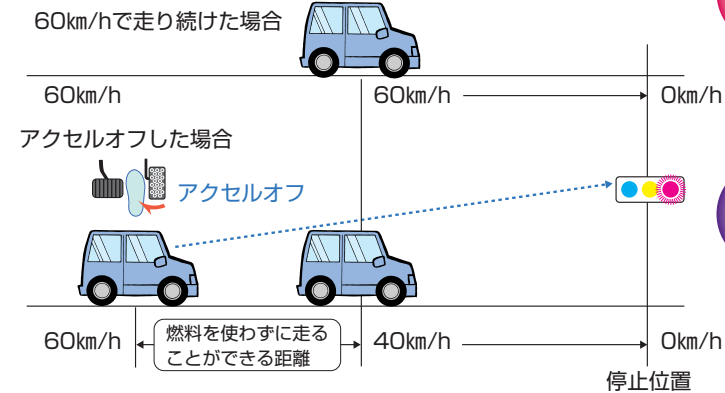 60km/hで走り続けた場合
60km/h
60km/h
0km/h
アクセルオフした場合
アクセルオフ
60km/h
燃料を使わずに走る
ことができる距離
40km/h
0km/h
停止位置